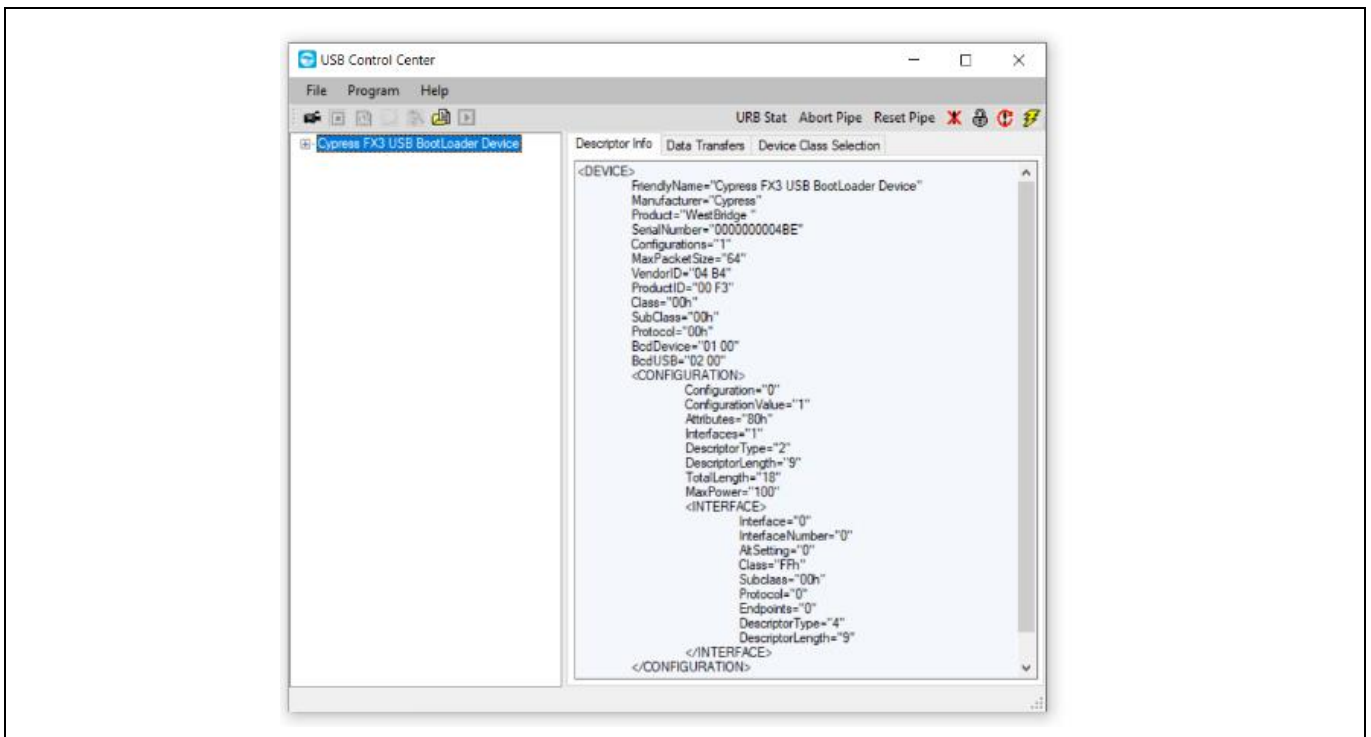 USB Control Center
File Program Help
URB Stat Abort Pipe Reset Pipe
Cypress FX3 USB BootLoader Device
Descriptor Info Data Transfers Device Class Selection
<DEVICE>
FriendlyName="Cypress FX3 USB BootLoader Device"
Manufacturer="Cypress"
Product="WestBridge "
SerialNumber="0000000004BE"
Configurations="1"
MaxPacketSize="64"
VendorID="04 B4"
ProductID="00 F3"
Class="00h"
SubClass="00h"
Protocol="00h"
BcdDevice="01 00"
BcdUSB="02 00"
<CONFIGURATION>
Configuration="0"
ConfigurationValue="1"
Attributes="80h"
Interfaces="1"
DescriptorType="2"
DescriptorLength="9"
TotalLength="18"
MaxPower="100"
<INTERFACE>
Interface="0"
InterfaceNumber="0"
AltSetting="0"
Class="FFh"
Subclass="00h"
Protocol="0"
Endpoints="0"
DescriptorType="4"
DescriptorLength="9"
</INTERFACE>
</CONFIGURATION>